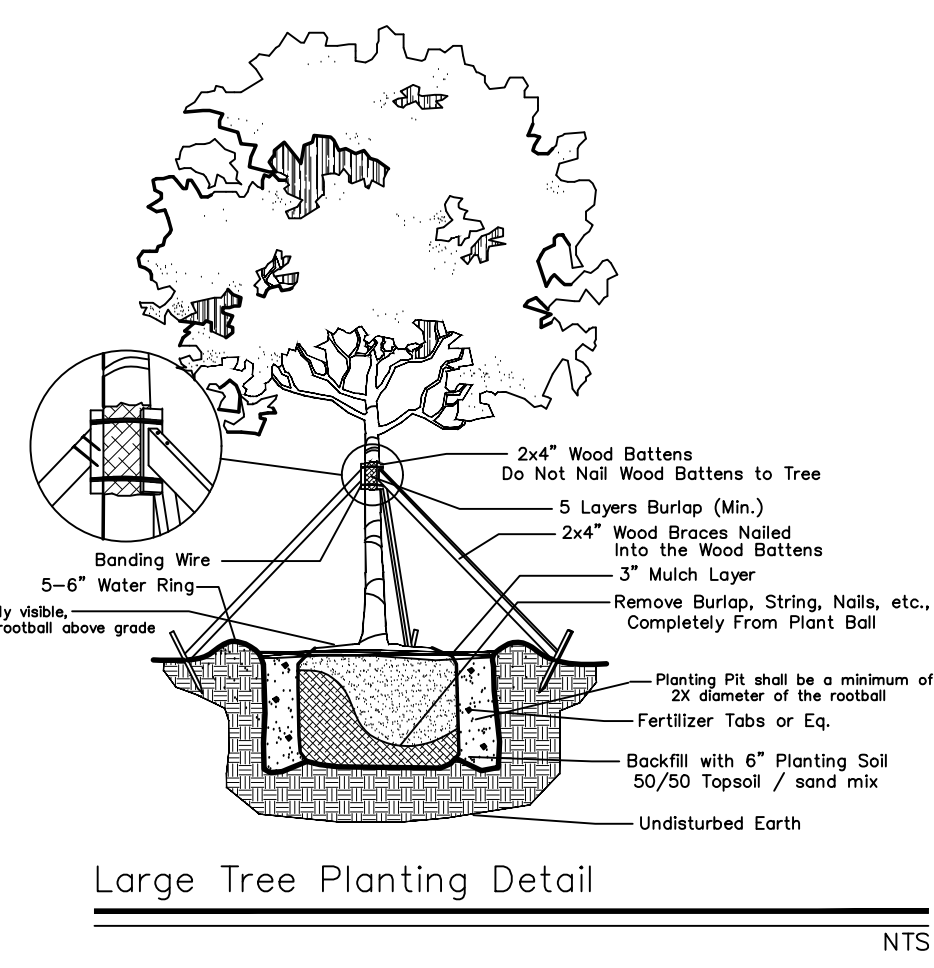 2x4" Wood Battens
Do Not Nail Wood Battens to Tree
5 Layers Burlap (Min.)
2x4" Wood Braces Nailed
Into the Wood Battens
Banding Wire
3" Mulch Layer
5-6" Water Ring
Remove Burlap, String, Nails, etc.,
Completely From Plant Ball
visible,
rootball above grade
Planting Pit shall be a minimum of
2X diameter of the rootball
Fertilizer Tabs or Eq.
Backfill with 6" Planting Soil
50/50 Topsoil / sand mix
Undisturbed Earth
Large Tree Planting Detail
NTS